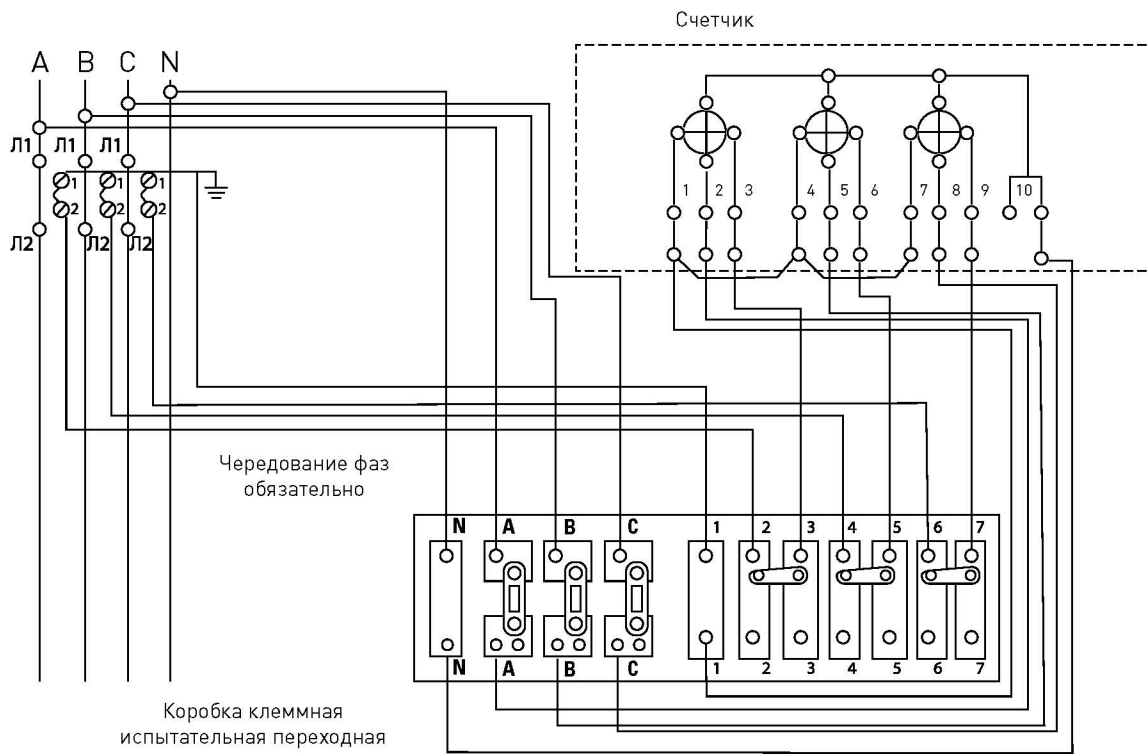 Счетчик
A B C N
Л1 Л1 Л1
1 1 1
2 2 2
Л2 Л2 Л2
1 2 3 4 5 6 7 8 9 10
Чередование фаз
обязательно
N A B C 1 2 3 4 5 6 7
N A B C 1 2 3 4 5 6 7
Коробка клеммная
испытательная переходная